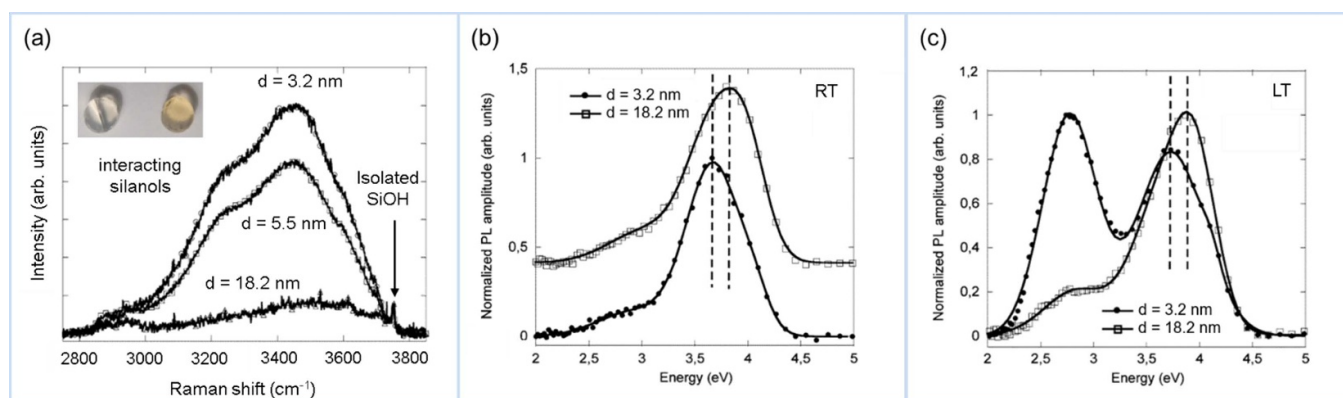 (a)
Intensity (arb. units)
d = 3.2 nm
interacting
silanols
d = 5.5 nm
d = 18.2 nm
Isolated
SiOH
2800 3000 3200 3400 3600 3800
Raman shift (cm⁻¹)
(b)
RT
Normalized PL amplitude (arb. units)
1,5
1
0,5
0
d = 3.2 nm
d = 18.2 nm
2 2,5 3 3,5 4 4,5 5
Energy (eV)
(c)
LT
Normalized PL amplitude (arb. units)
1,2
1
0,8
0,6
0,4
0,2
0
d = 3.2 nm
d = 18.2 nm
2 2,5 3 3,5 4 4,5 5
Energy (eV)